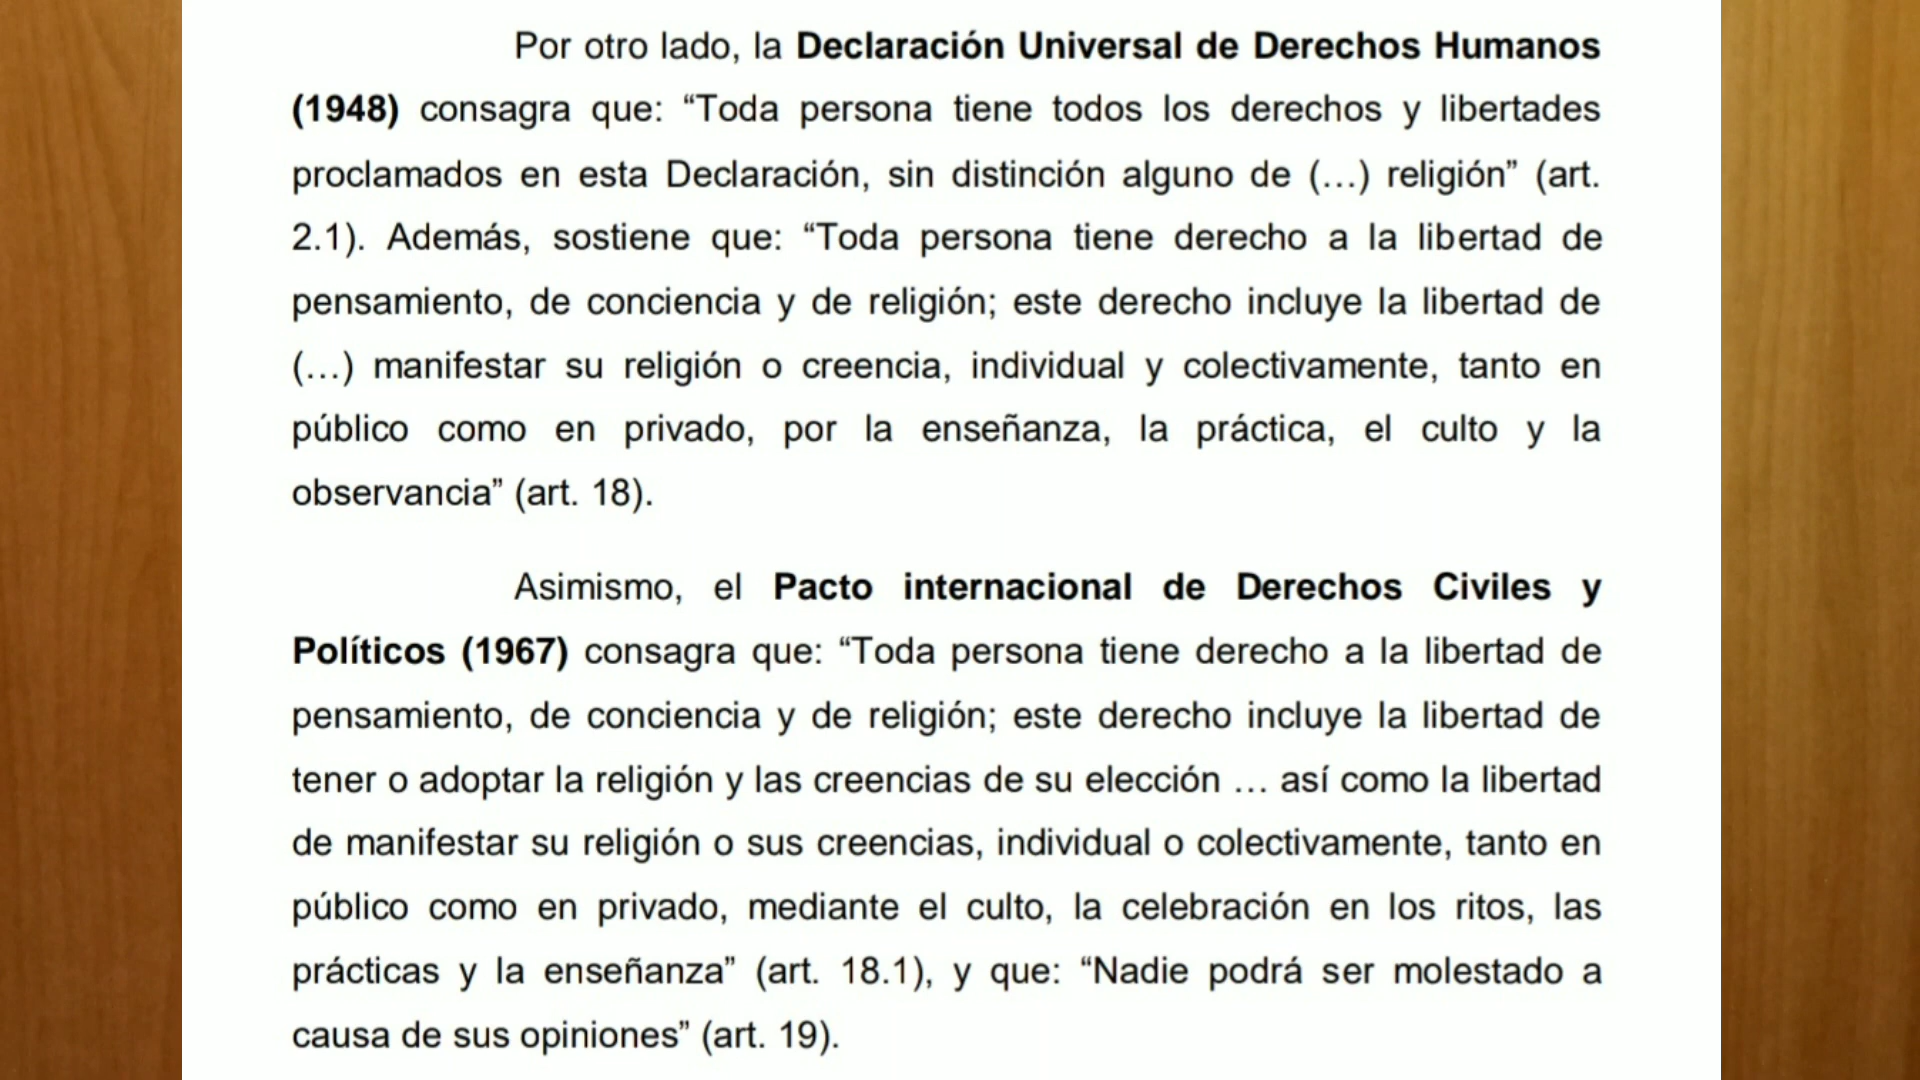 Por otro lado, la Declaración Universal de Derechos Humanos
(1948) consagra que: “Toda persona tiene todos los derechos y libertades
proclamados en esta Declaración, sin distinción alguno de (…) religión” (art.
2.1). Además, sostiene que: “Toda persona tiene derecho a la libertad de
pensamiento, de conciencia y de religión; este derecho incluye la libertad de
(…) manifestar su religión o creencia, individual y colectivamente, tanto en
público como en privado, por la enseñanza, la práctica, el culto y la
observancia” (art. 18).
Asimismo, el Pacto internacional de Derechos Civiles y
Políticos (1967) consagra que: “Toda persona tiene derecho a la libertad de
pensamiento, de conciencia y de religión; este derecho incluye la libertad de
tener o adoptar la religión y las creencias de su elección … así como la libertad
de manifestar su religión o sus creencias, individual o colectivamente, tanto en
público como en privado, mediante el culto, la celebración en los ritos, las
prácticas y la enseñanza” (art. 18.1), y que: “Nadie podrá ser molestado a
causa de sus opiniones” (art. 19).